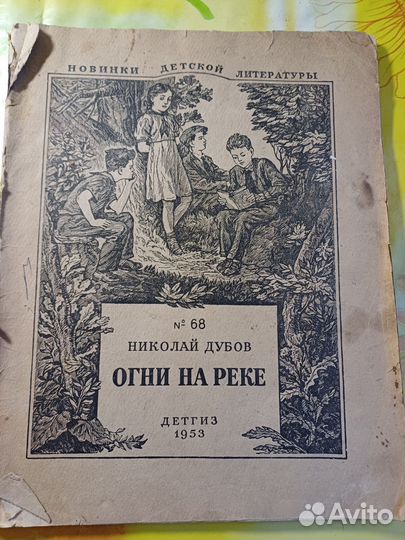 НОВИНКИ ДЕТСКОЙ ЛИТЕРАТУРЫ
№ 68
НИКОЛАЙ ДУБОВ
ОГНИ НА РЕКЕ
ДЕТГИЗ
1953
Avito